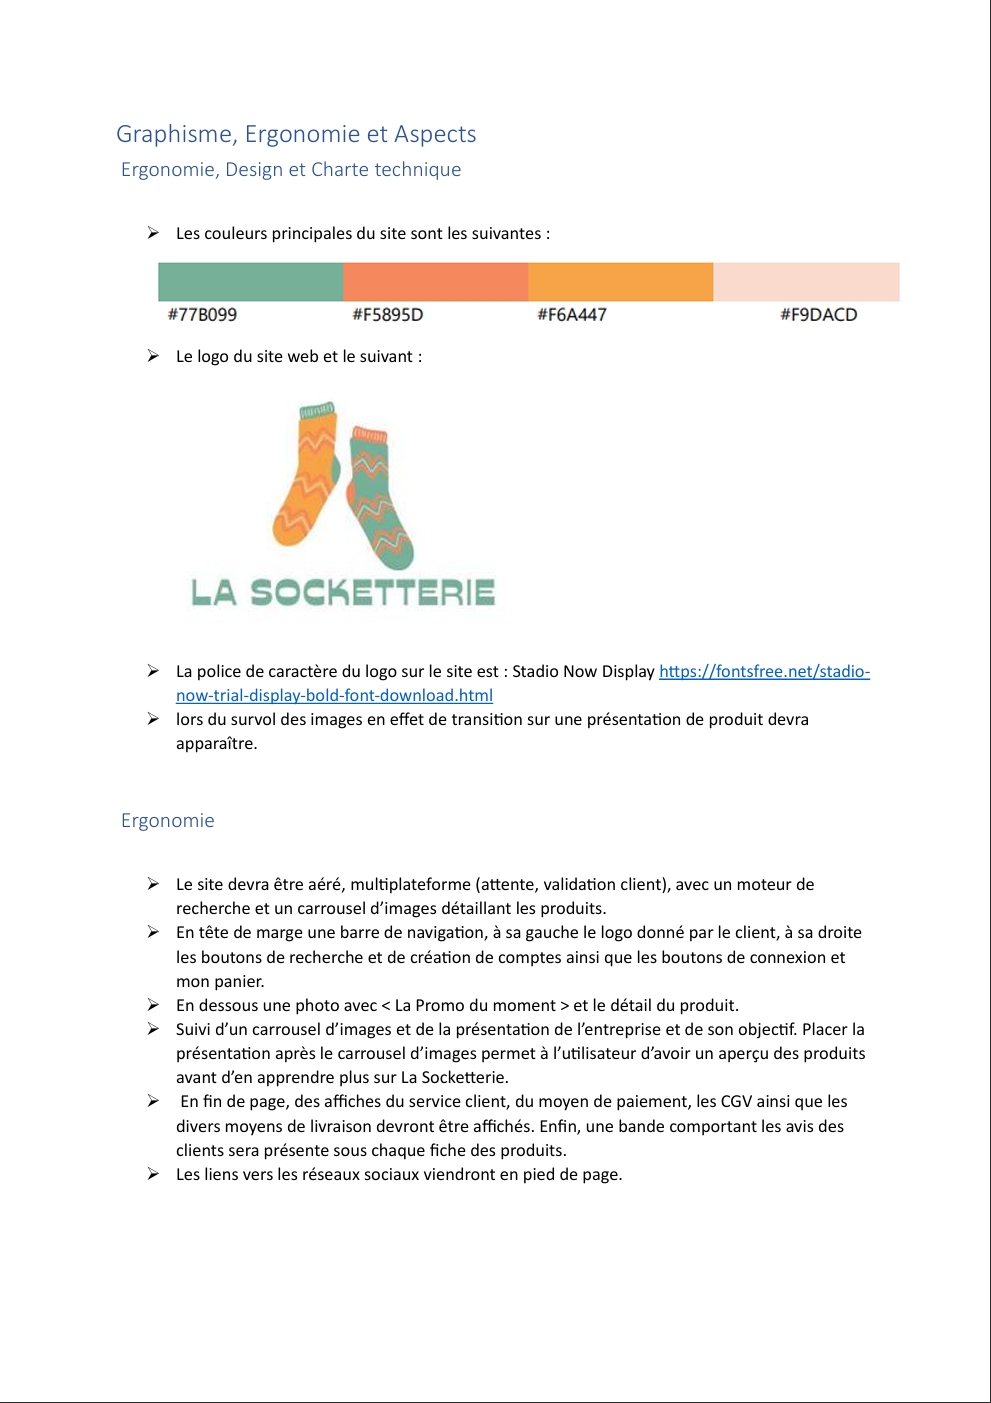 Graphisme, Ergonomie et Aspects
Ergonomie, Design et Charte technique
➢ Les couleurs principales du site sont les suivantes :
#77B099 #F5895D #F6A447 #F9DACD
➢ Le logo du site web et le suivant :
LA SOCKETTERIE
➢ La police de caractère du logo sur le site est : Stadio Now Display https://fontsfree.net/stadio-
now-trial-display-bold-font-download.html
➢ lors du survol des images en effet de transition sur une présentation de produit devra
apparaître.
Ergonomie
➢ Le site devra être aéré, multiplateforme (attente, validation client), avec un moteur de
recherche et un carrousel d’images détaillant les produits.
➢ En tête de marge une barre de navigation, à sa gauche le logo donné par le client, à sa droite
les boutons de recherche et de création de comptes ainsi que les boutons de connexion et
mon panier.
➢ En dessous une photo avec < La Promo du moment > et le détail du produit.
➢ Suivi d’un carrousel d’images et de la présentation de l’entreprise et de son objectif. Placer la
présentation après le carrousel d’images permet à l’utilisateur d’avoir un aperçu des produits
avant d’en apprendre plus sur La Socketterie.
➢ En fin de page, des affiches du service client, du moyen de paiement, les CGV ainsi que les
divers moyens de livraison devront être affichés. Enfin, une bande comportant les avis des
clients sera présente sous chaque fiche des produits.
➢ Les liens vers les réseaux sociaux viendront en pied de page.